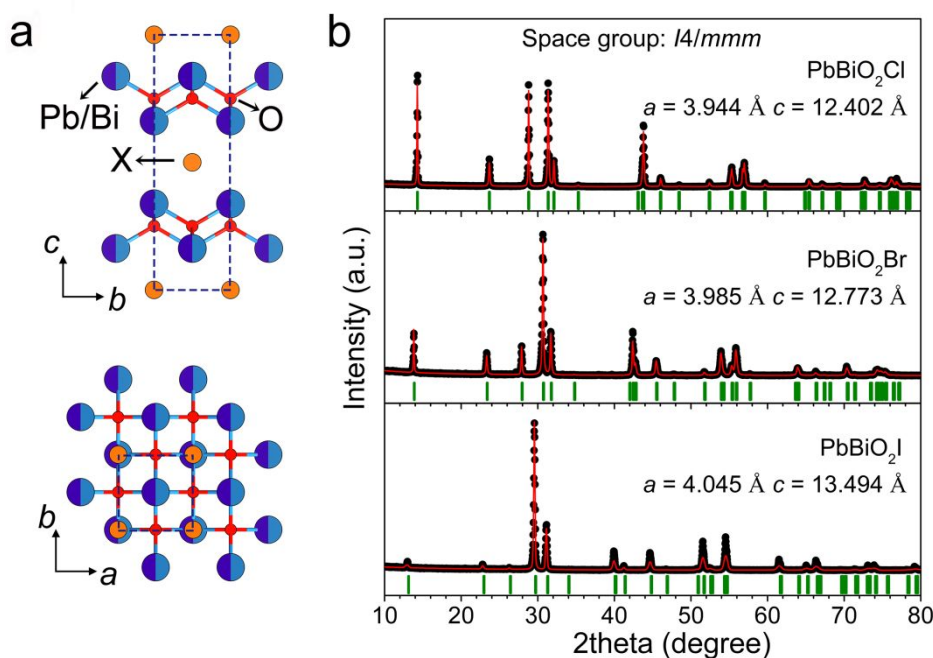 a
Pb/Bi
O
X
c
b
b
a
b
Space group: I4/mmm
PbBiO2Cl
a = 3.944 Å c = 12.402 Å
PbBiO2Br
a = 3.985 Å c = 12.773 Å
PbBiO2I
a = 4.045 Å c = 13.494 Å
Intensity (a.u.)
10 20 30 40 50 60 70 80
2theta (degree)